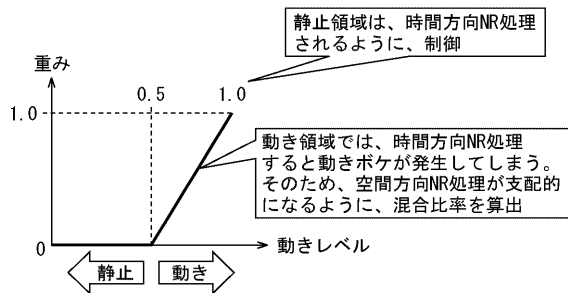 静止領域は、時間方向NR処理
されるように、制御
重み
0.5
1.0
1.0
動き領域では、時間方向NR処理
すると動きボケが発生してしまう。
そのため、空間方向NR処理が支配的
になるように、混合比率を算出
0
動きレベル
静止
動き